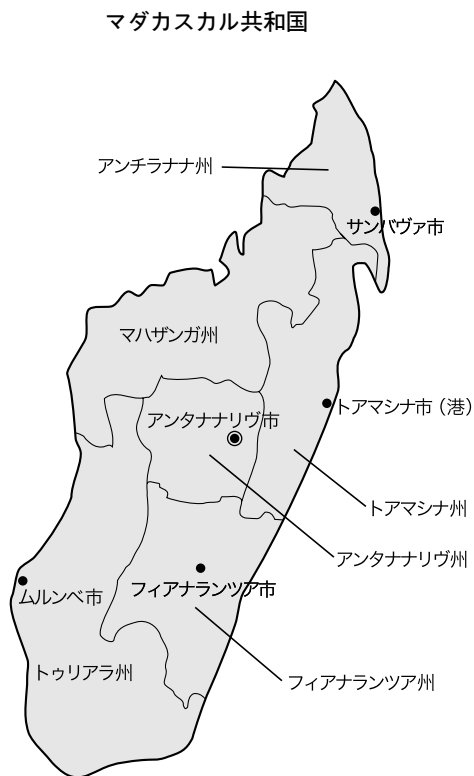 マダカスカル共和国
アンチラナナ州
サンバヴァ市
マハザンガ州
トアマシナ市（港）
アンタナナリヴ市
トアマシナ州
アンタナナリヴ州
フィアナランツア市
ムルンベ市
トゥリアラ州
フィアナランツア州